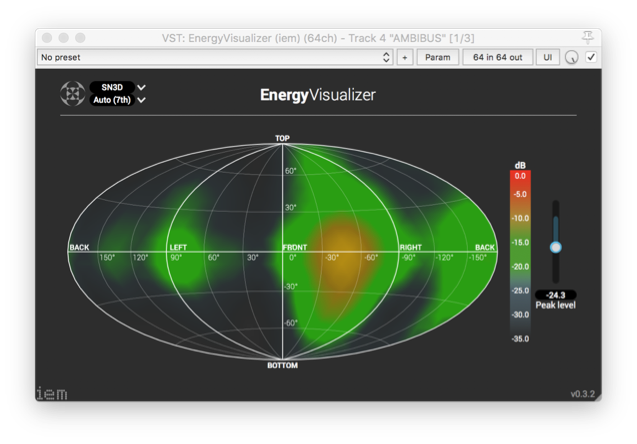 VST: EnergyVisualizer (iem) (64ch) - Track 4 "AMBIBUS" [1/3]
No preset
+
Param
64 in 64 out
UI
SN3D
Auto (7th)
EnergyVisualizer
TOP
60°
30°
BACK
LEFT
FRONT
RIGHT
BACK
150° 120° 90° 60° 30° 0° -30° -60° -90° -120° -150°
-30°
-60°
BOTTOM
dB
0.0
-5.0
-10.0
-15.0
-20.0
-25.0
-30.0
-35.0
-24.3
Peak level
iem
v0.3.2